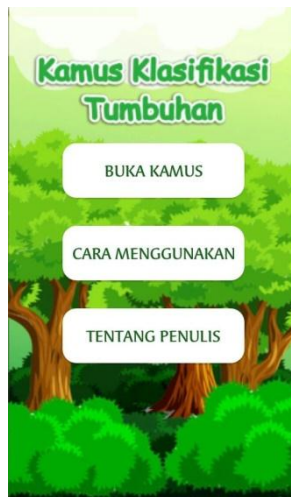 Kamus Klasifikasi
Tumbuhan
BUKA KAMUS
CARA MENGGUNAKAN
TENTANG PENULIS